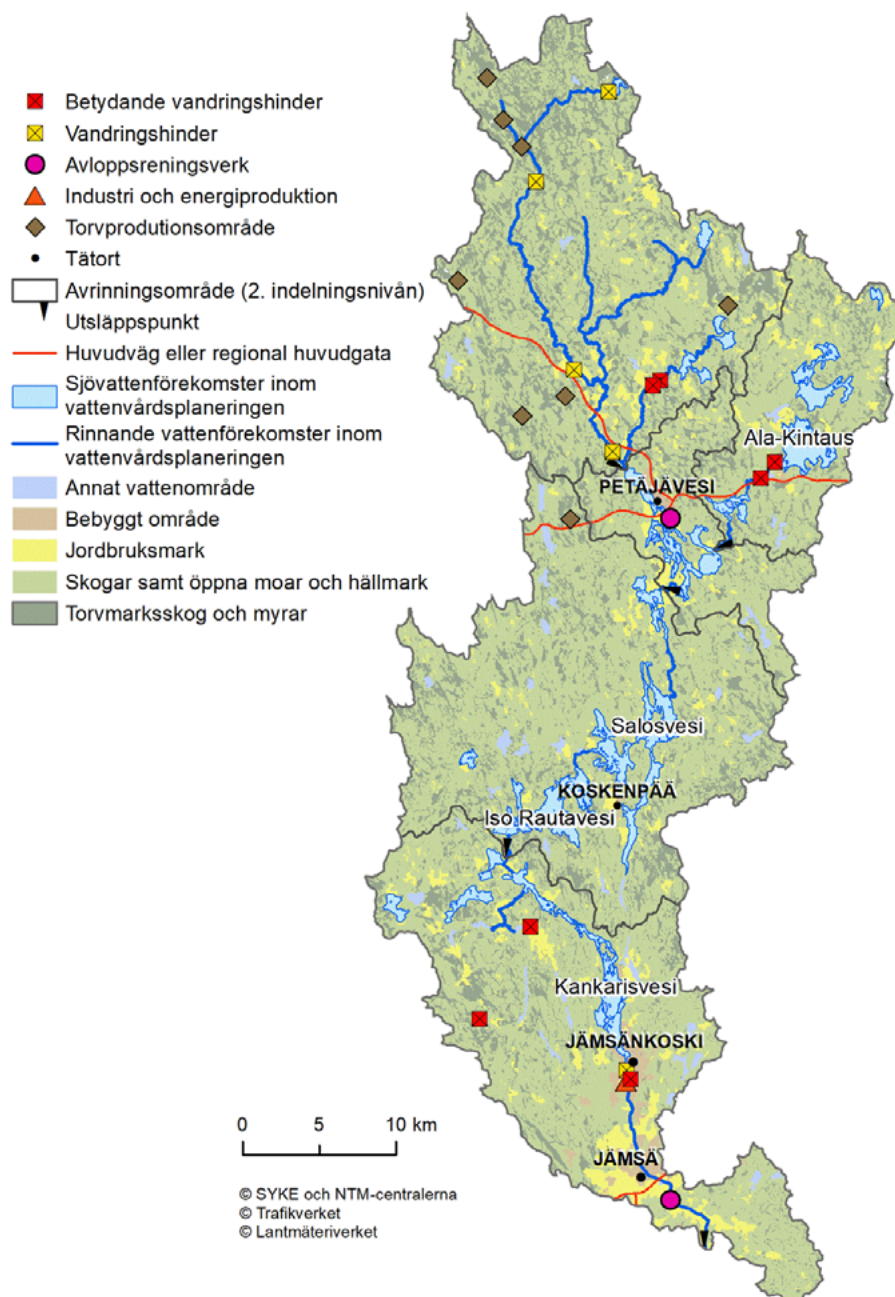 Betydande vandringshinder
Vandringshinder
Avloppsreningsverk
Industri och energiproduktion
Torvprodutionsområde
Tätort
Avrinningsområde (2. indelningsnivån)
Utsläppspunkt
Huvudväg eller regional huvudgata
Sjövattenförekomster inom
vattenvårdsplaneringen
Rinnande vattenförekomster inom
vattenvårdsplaneringen
Annat vattenområde
Bebyggt område
Jordbruksmark
Skogar samt öppna moar och hällmark
Torvmarksskog och myrar
Ala-Kintaus
PETÄJÄVESI
Salosvesi
KOSKENPÄÄ
Iso Rautavesi
Kankarisvesi
JÄMSÄNKOSKI
JÄMSÄ
0 5 10 km
© SYKE och NTM-centralerna
© Trafikverket
© Lantmäteriverket